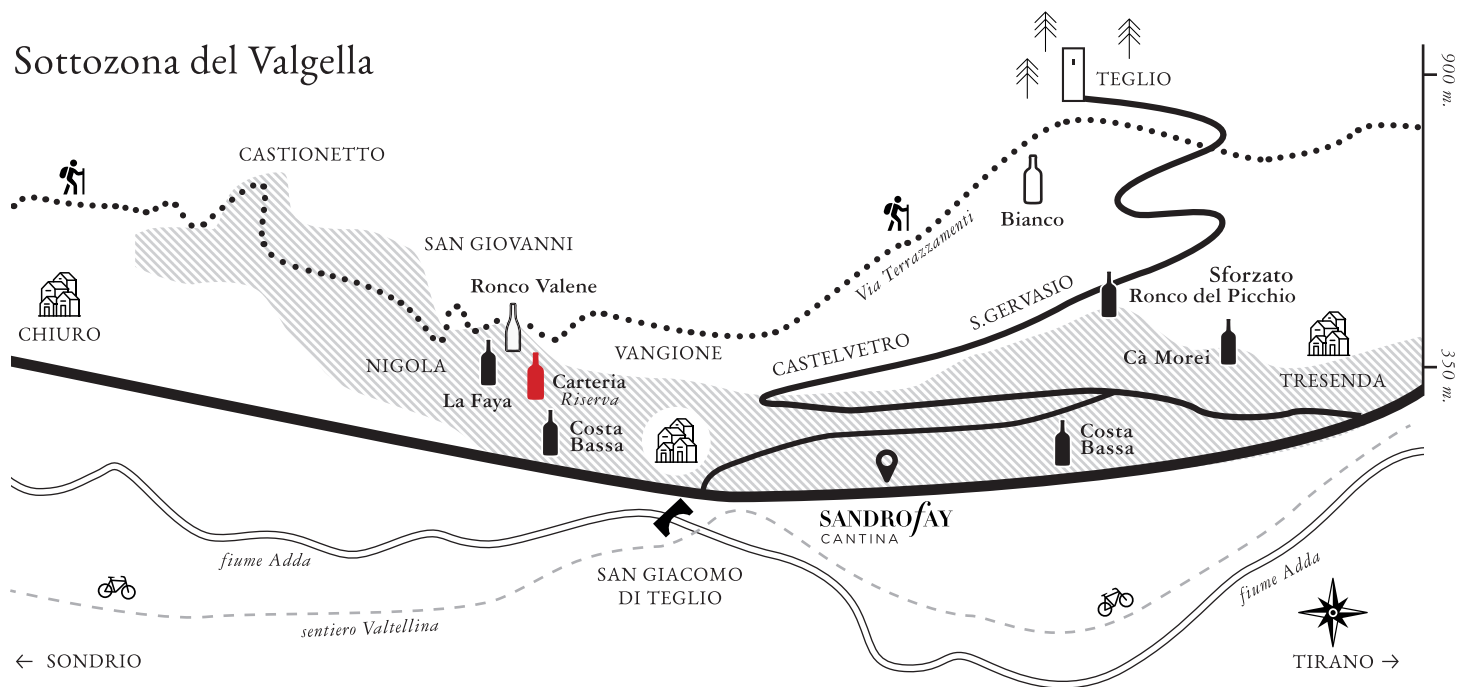 Sottozona del Valgella
TEGLIO
900 m.
CASTIONETTO
Bianco
Via Terrazzamenti
SAN GIOVANNI
Ronco Valene
S.GERVASIO
Sforzato
Ronco del Picchio
CHIURO
NIGOLA
VANGIONE
CASTELVETRO
Cà Morei
TRESENDA
350 m.
La Faya
Carteria
Riserva
Costa
Bassa
Costa
Bassa
SANDROfAY
CANTINA
fiume Adda
SAN GIACOMO
DI TEGLIO
fiume Adda
sentiero Valtellina
← SONDRIO
TIRANO →